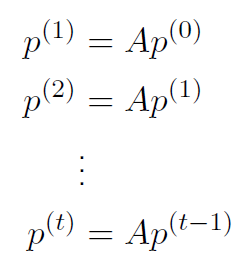 p^{(1)} = Ap^{(0)}
p^{(2)} = Ap^{(1)}
⋮
p^{(t)} = Ap^{(t−1)}